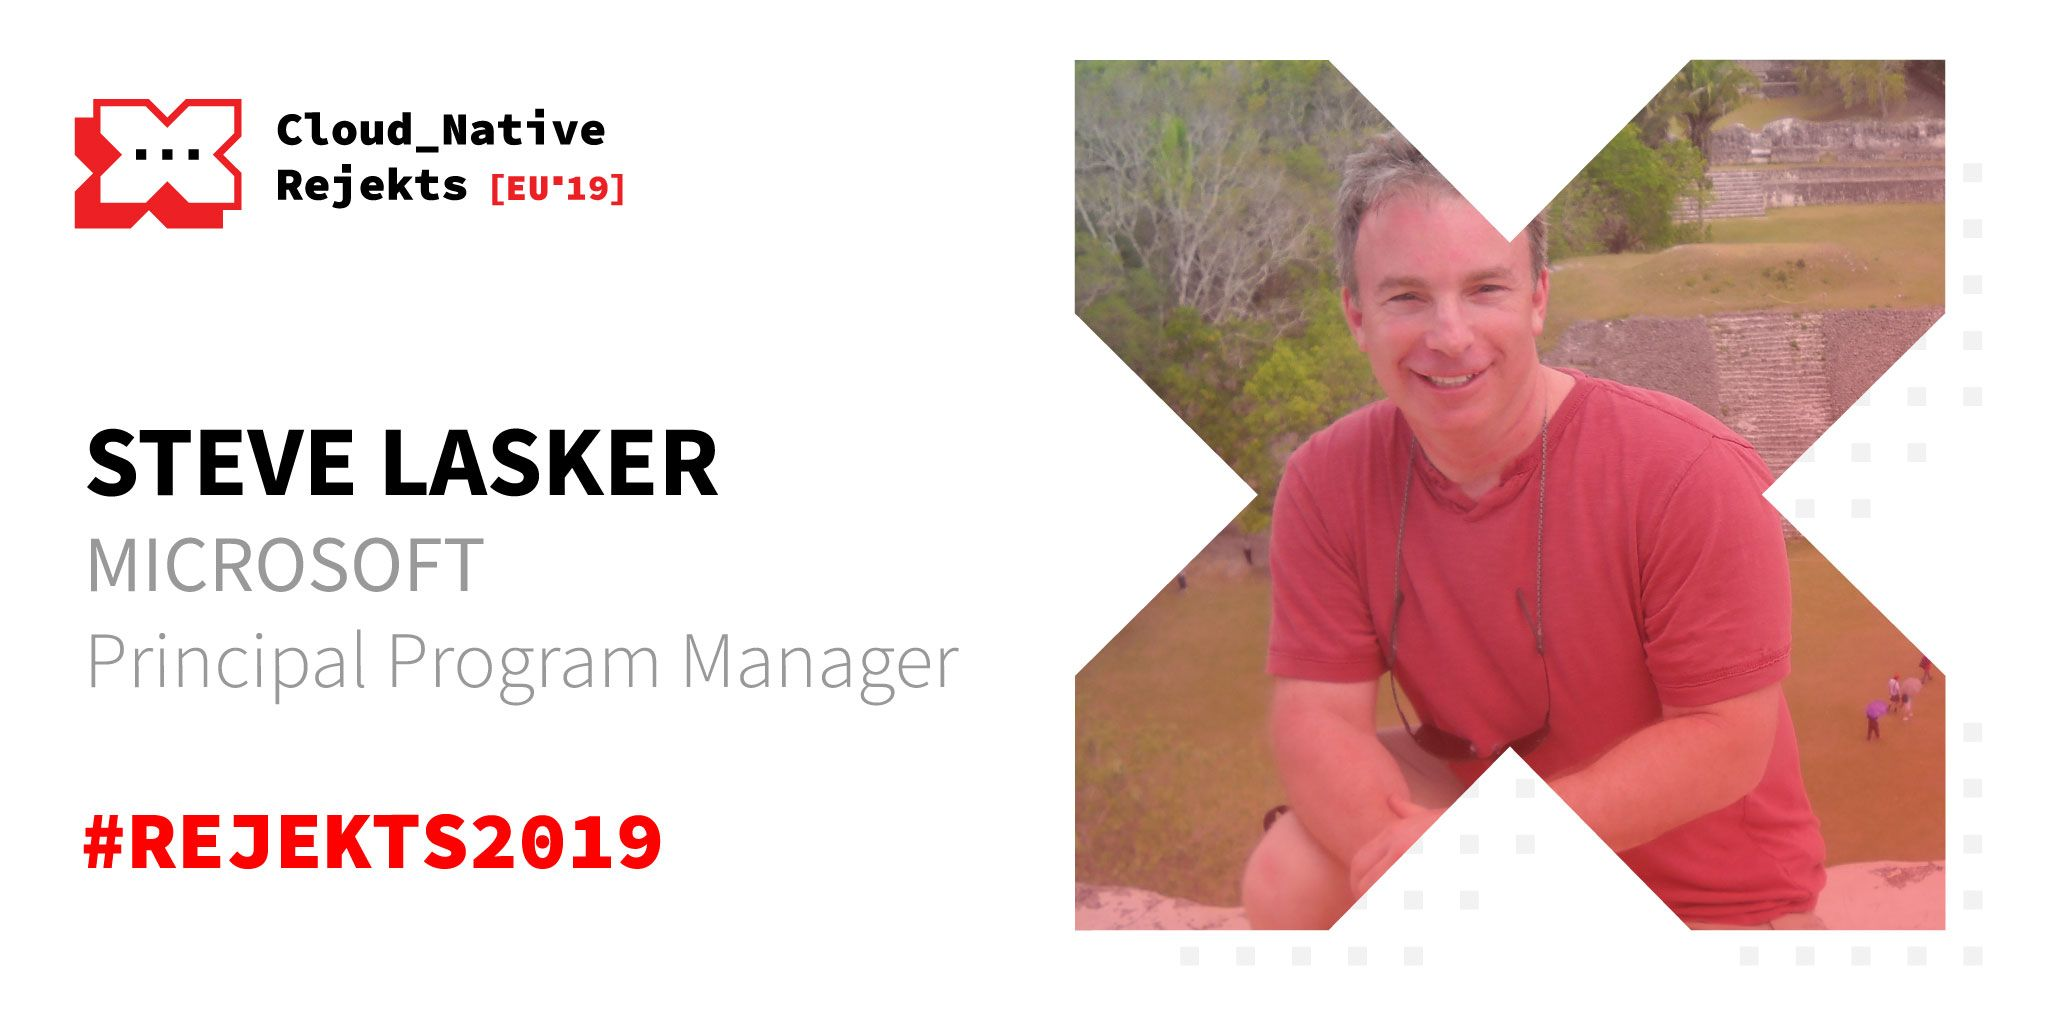 Cloud_Native
Rejekts [EU'19]
STEVE LASKER
MICROSOFT
Principal Program Manager
#REJEKTS2019